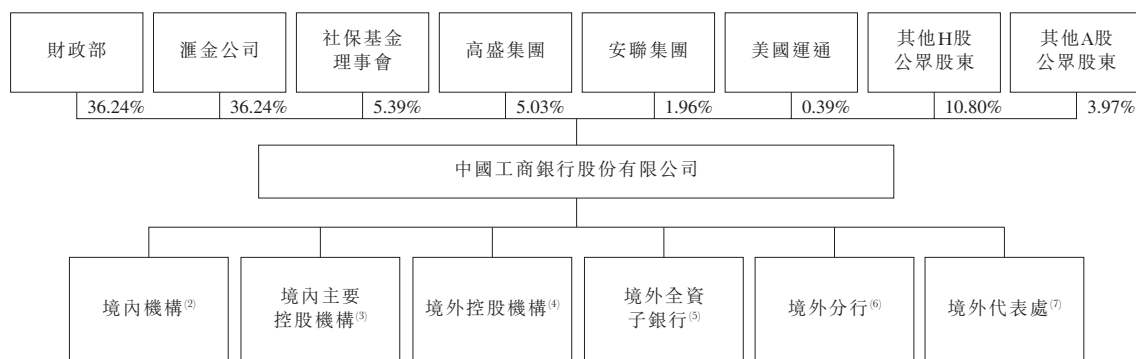 財政部
滙金公司
社保基金
理事會
高盛集團
安聯集團
美國運通
其他H股
公眾股東
其他A股
公眾股東
36.24%
36.24%
5.39%
5.03%
1.96%
0.39%
10.80%
3.97%
中國工商銀行股份有限公司
境內機構(2)
境內主要
控股機構(3)
境外控股機構(4)
境外全資
子銀行(5)
境外分行(6)
境外代表處(7)